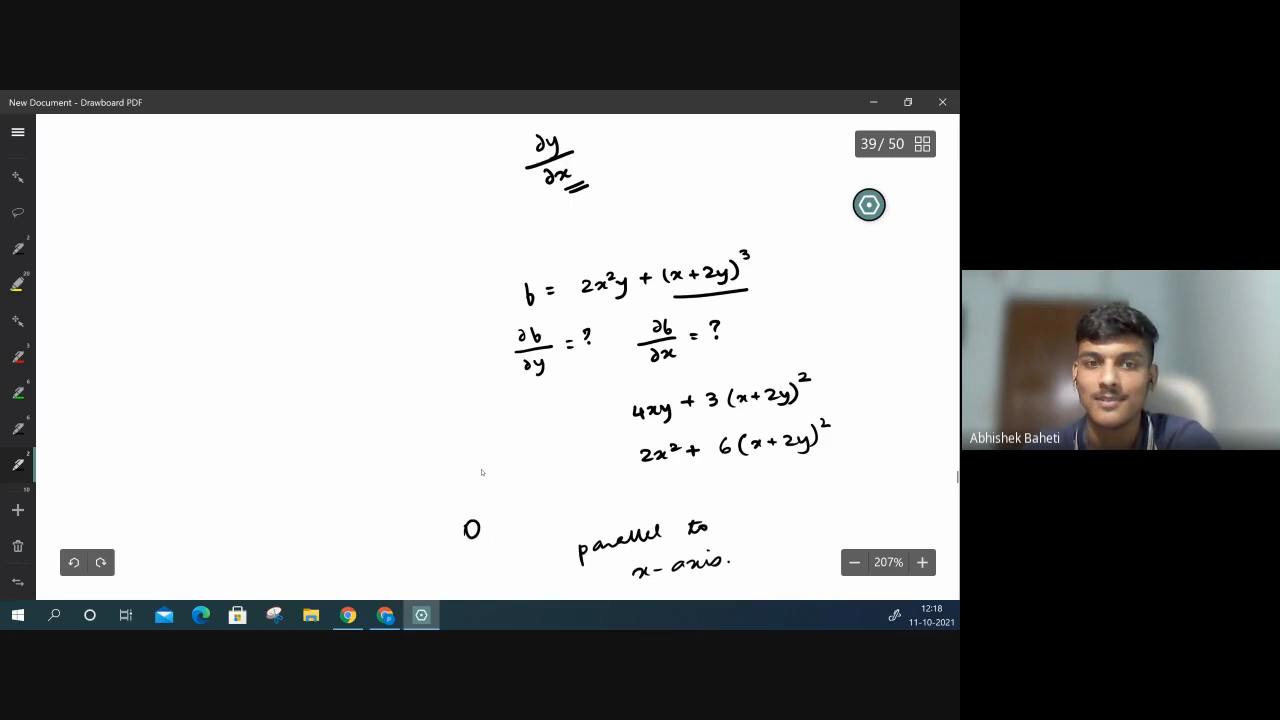 New Document - Drawboard PDF
39 / 50
∂y
∂x
b = 2x²y + (x+2y)³
∂b/∂y = ? ∂b/∂x = ?
4xy + 3(x+2y)²
2x² + 6(x+2y)²
0
parallel to
x-axis.
207%
Abhishek Baheti
12:18
11-10-2021